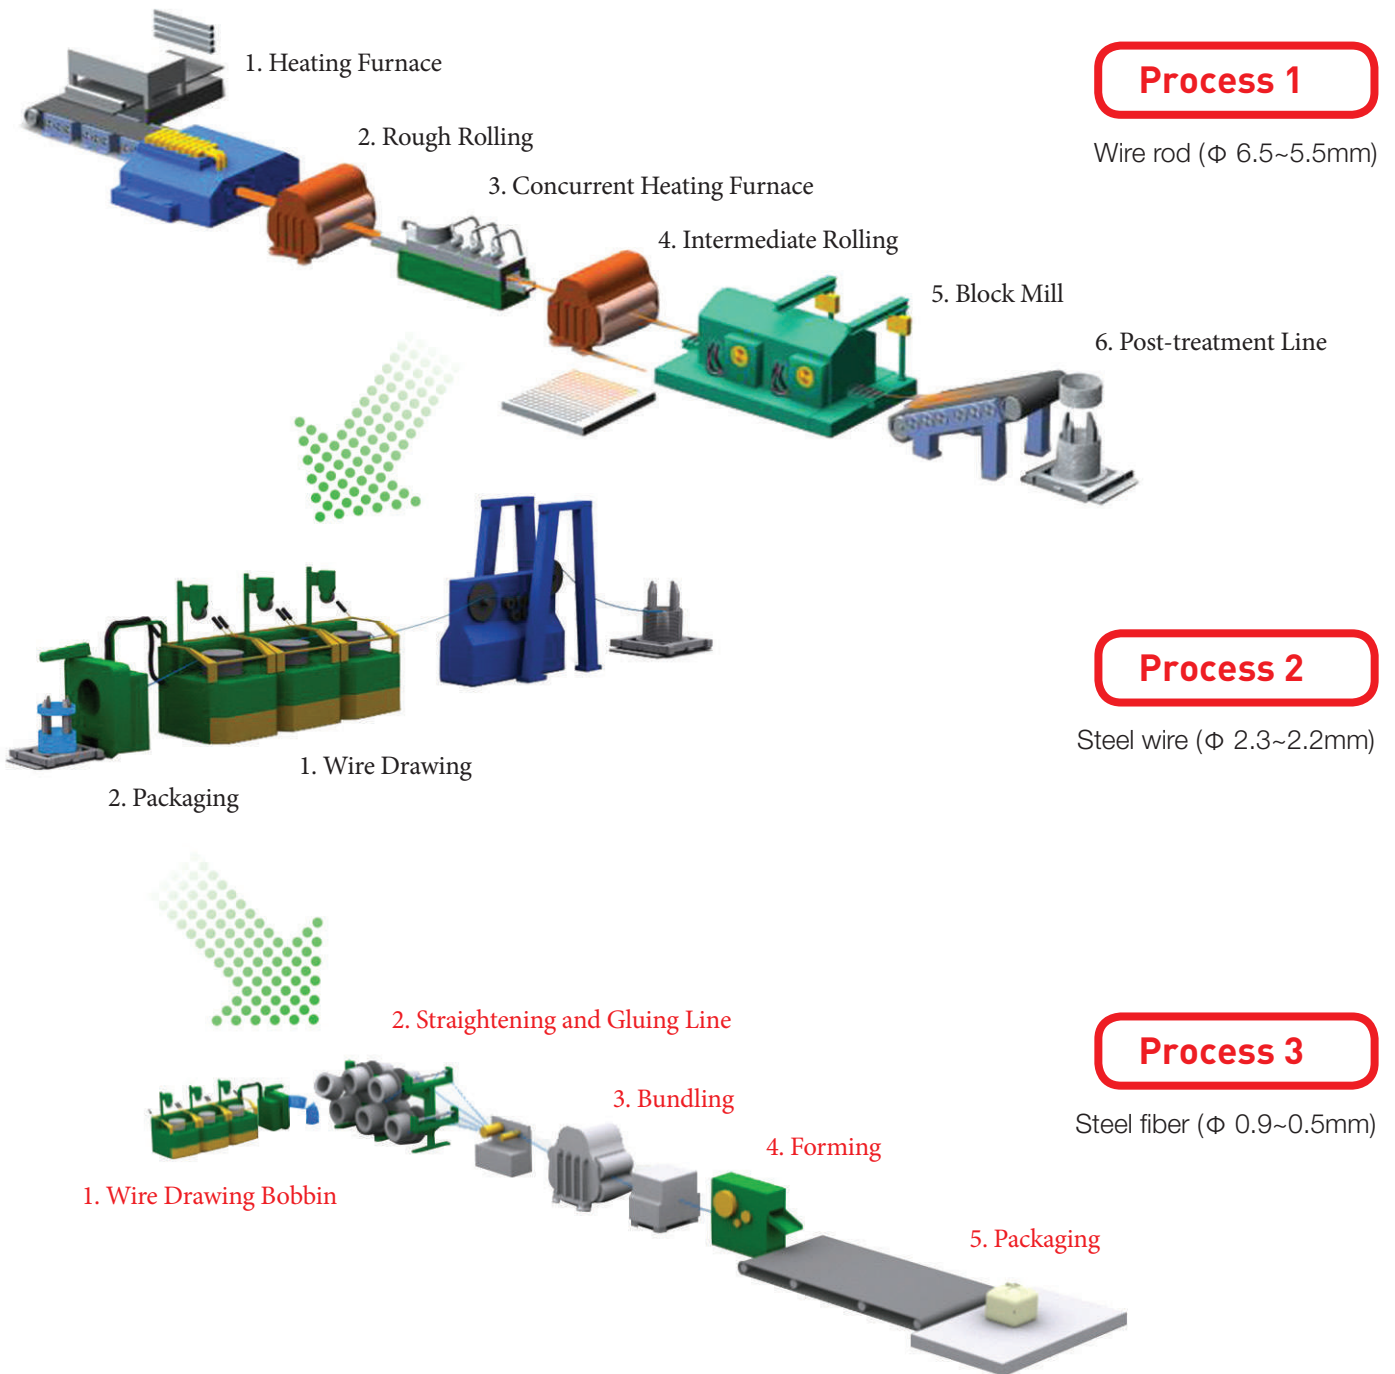 1. Heating Furnace
Process 1
2. Rough Rolling
Wire rod (Φ 6.5~5.5mm)
3. Concurrent Heating Furnace
4. Intermediate Rolling
5. Block Mill
6. Post-treatment Line
Process 2
Steel wire (Φ 2.3~2.2mm)
1. Wire Drawing
2. Packaging
2. Straightening and Gluing Line
Process 3
3. Bundling
Steel fiber (Φ 0.9~0.5mm)
4. Forming
1. Wire Drawing Bobbin
5. Packaging